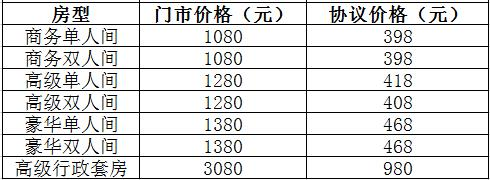 房型 门市价格（元） 协议价格（元）
商务单人间 1080 398
商务双人间 1080 398
高级单人间 1280 418
高级双人间 1280 408
豪华单人间 1380 468
豪华双人间 1380 468
高级行政套房 3080 980